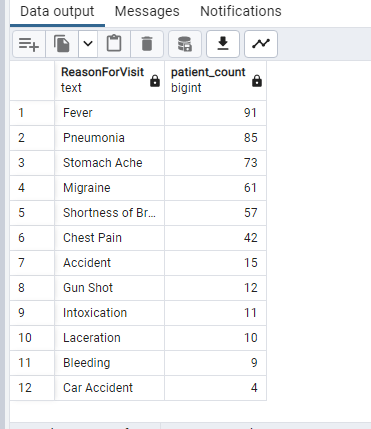 Data output Messages Notifications
ReasonForVisit patient_count
text bigint
1 Fever 91
2 Pneumonia 85
3 Stomach Ache 73
4 Migraine 61
5 Shortness of Br... 57
6 Chest Pain 42
7 Accident 15
8 Gun Shot 12
9 Intoxication 11
10 Laceration 10
11 Bleeding 9
12 Car Accident 4